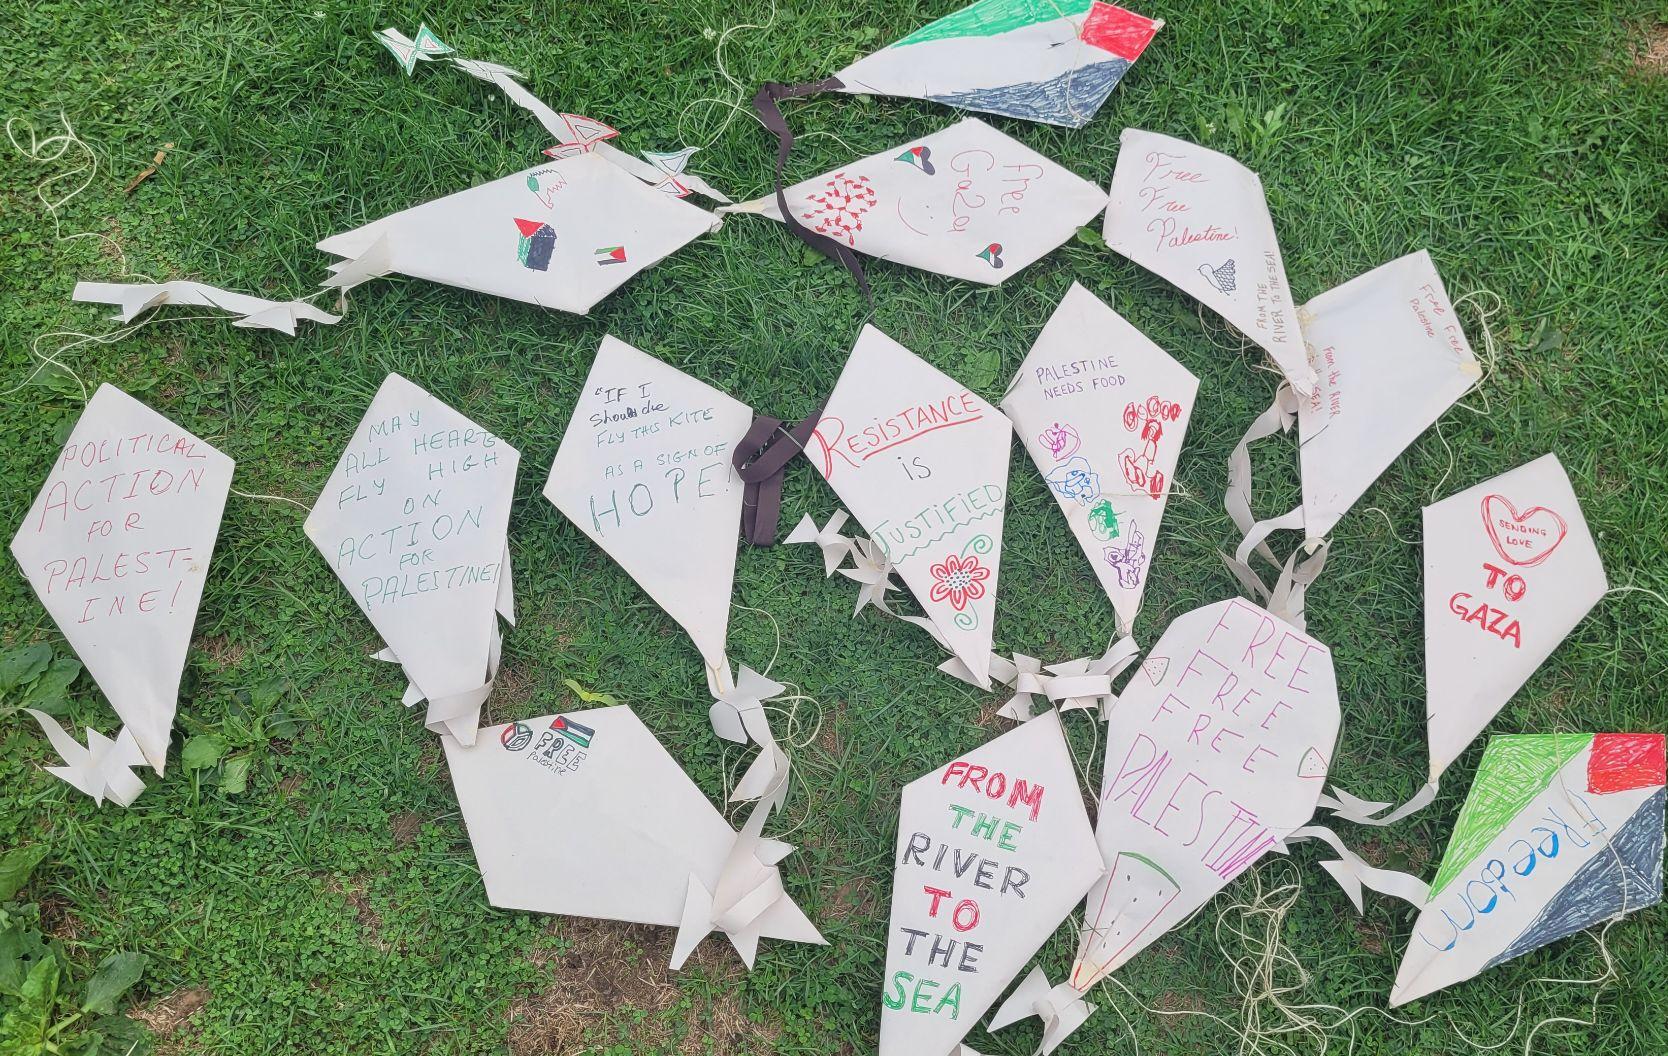 Free
Gaza
Free
Free
Palestine!
FROM THE
RIVER TO THE SEA!
Free Free
Palestine
From the
RIVER
SEA!
POLITICAL
ACTION
FOR
PALEST-
INE!
MAY
ALL HEARTS
FLY HIGH
ON
ACTION
FOR
PALESTINE!
"IF I
Should die
FLY THIS KITE
AS A SIGN OF
HOPE!
RESISTANCE
is
JUSTIFIED
PALESTINE
NEEDS FOOD
SENDING
LOVE
TO
GAZA
FREE
Palestine
FROM
THE
RIVER
TO
THE
SEA
FREE
FREE
FREE
PALESTINE
FReedom